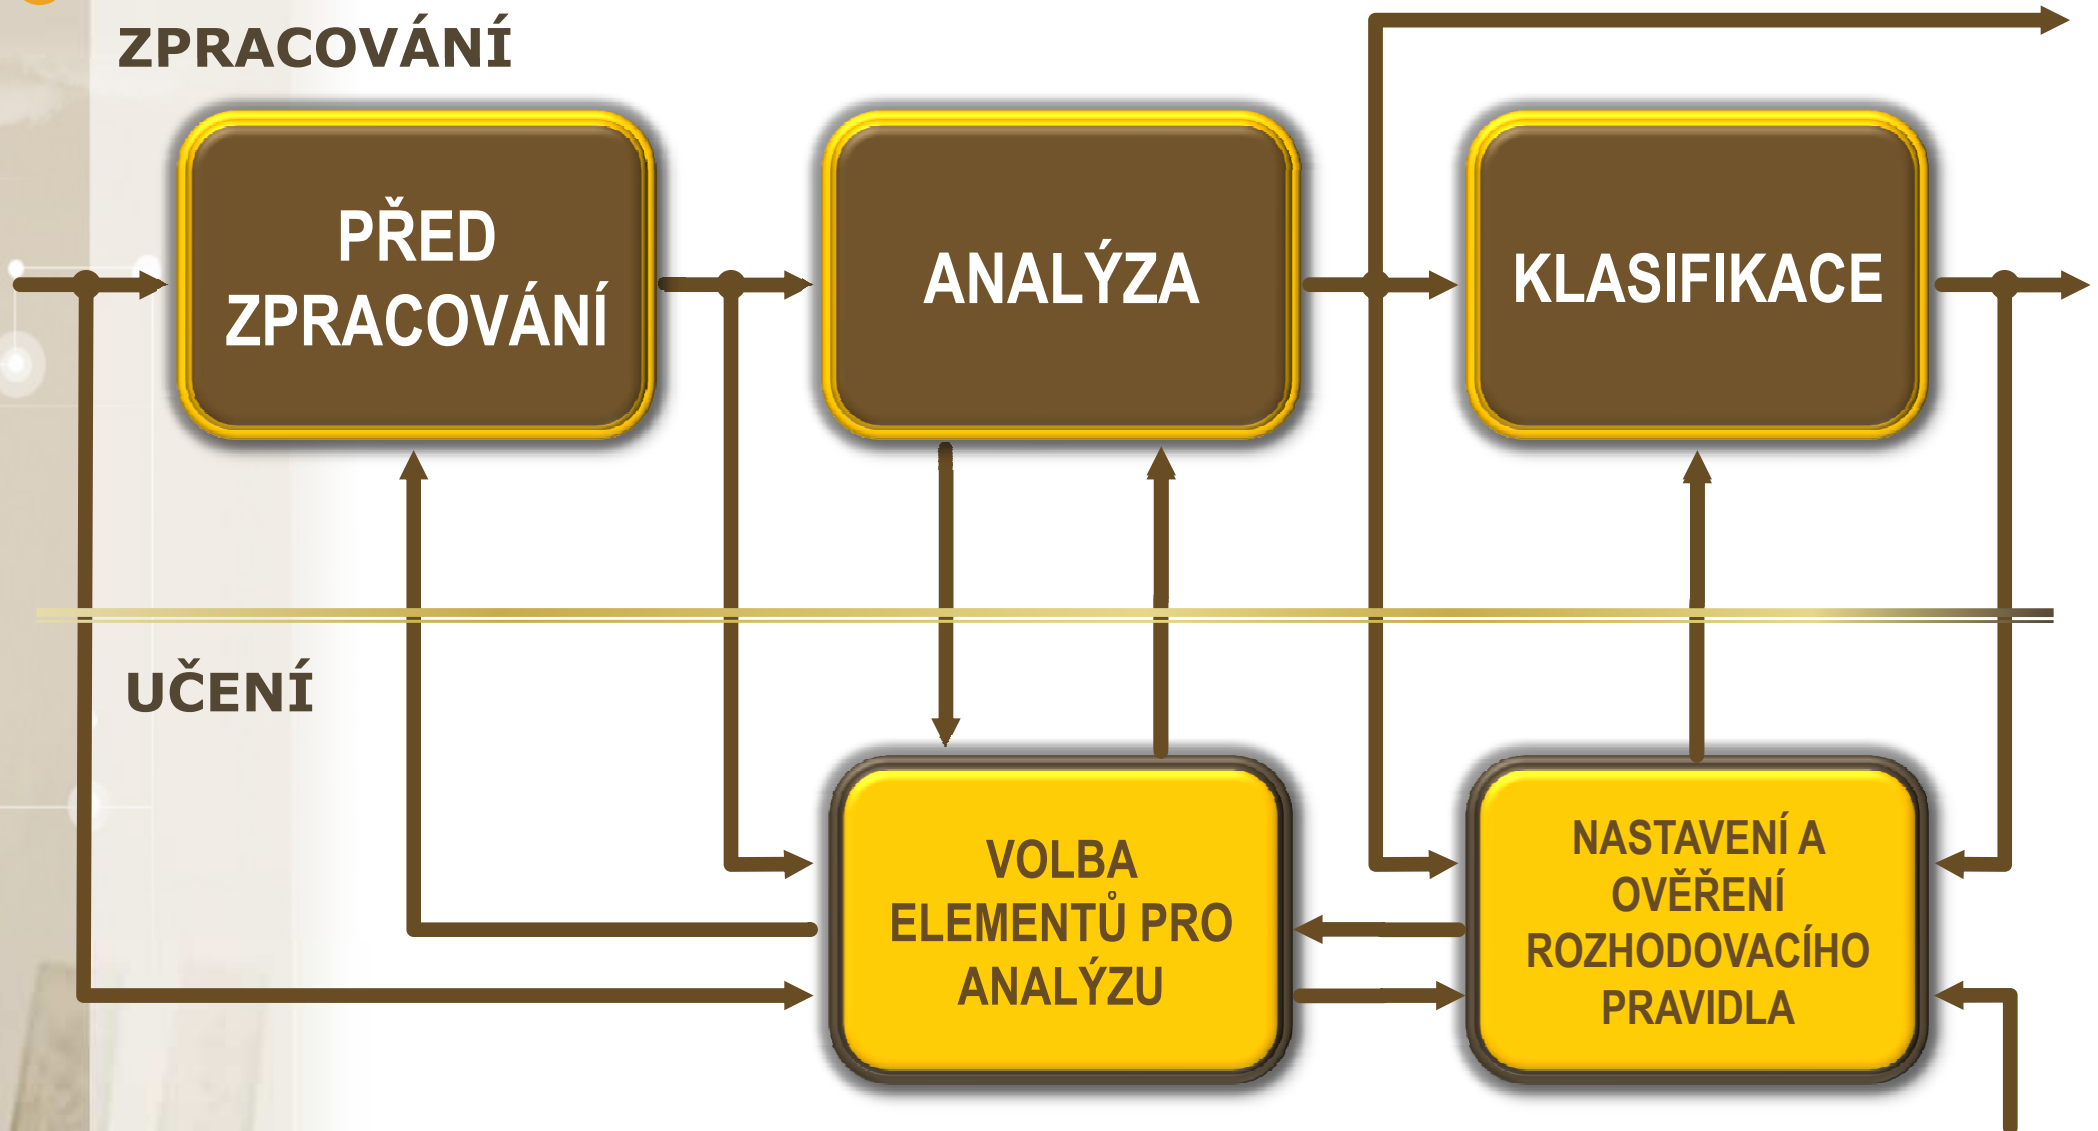 ZPRACOVÁNÍ
PŘED
ZPRACOVÁNÍ
ANALÝZA
KLASIFIKACE
UČENÍ
VOLBA
ELEMENTŮ PRO
ANALÝZU
NASTAVENÍ A
OVĚŘENÍ
ROZHODOVACÍHO
PRAVIDLA